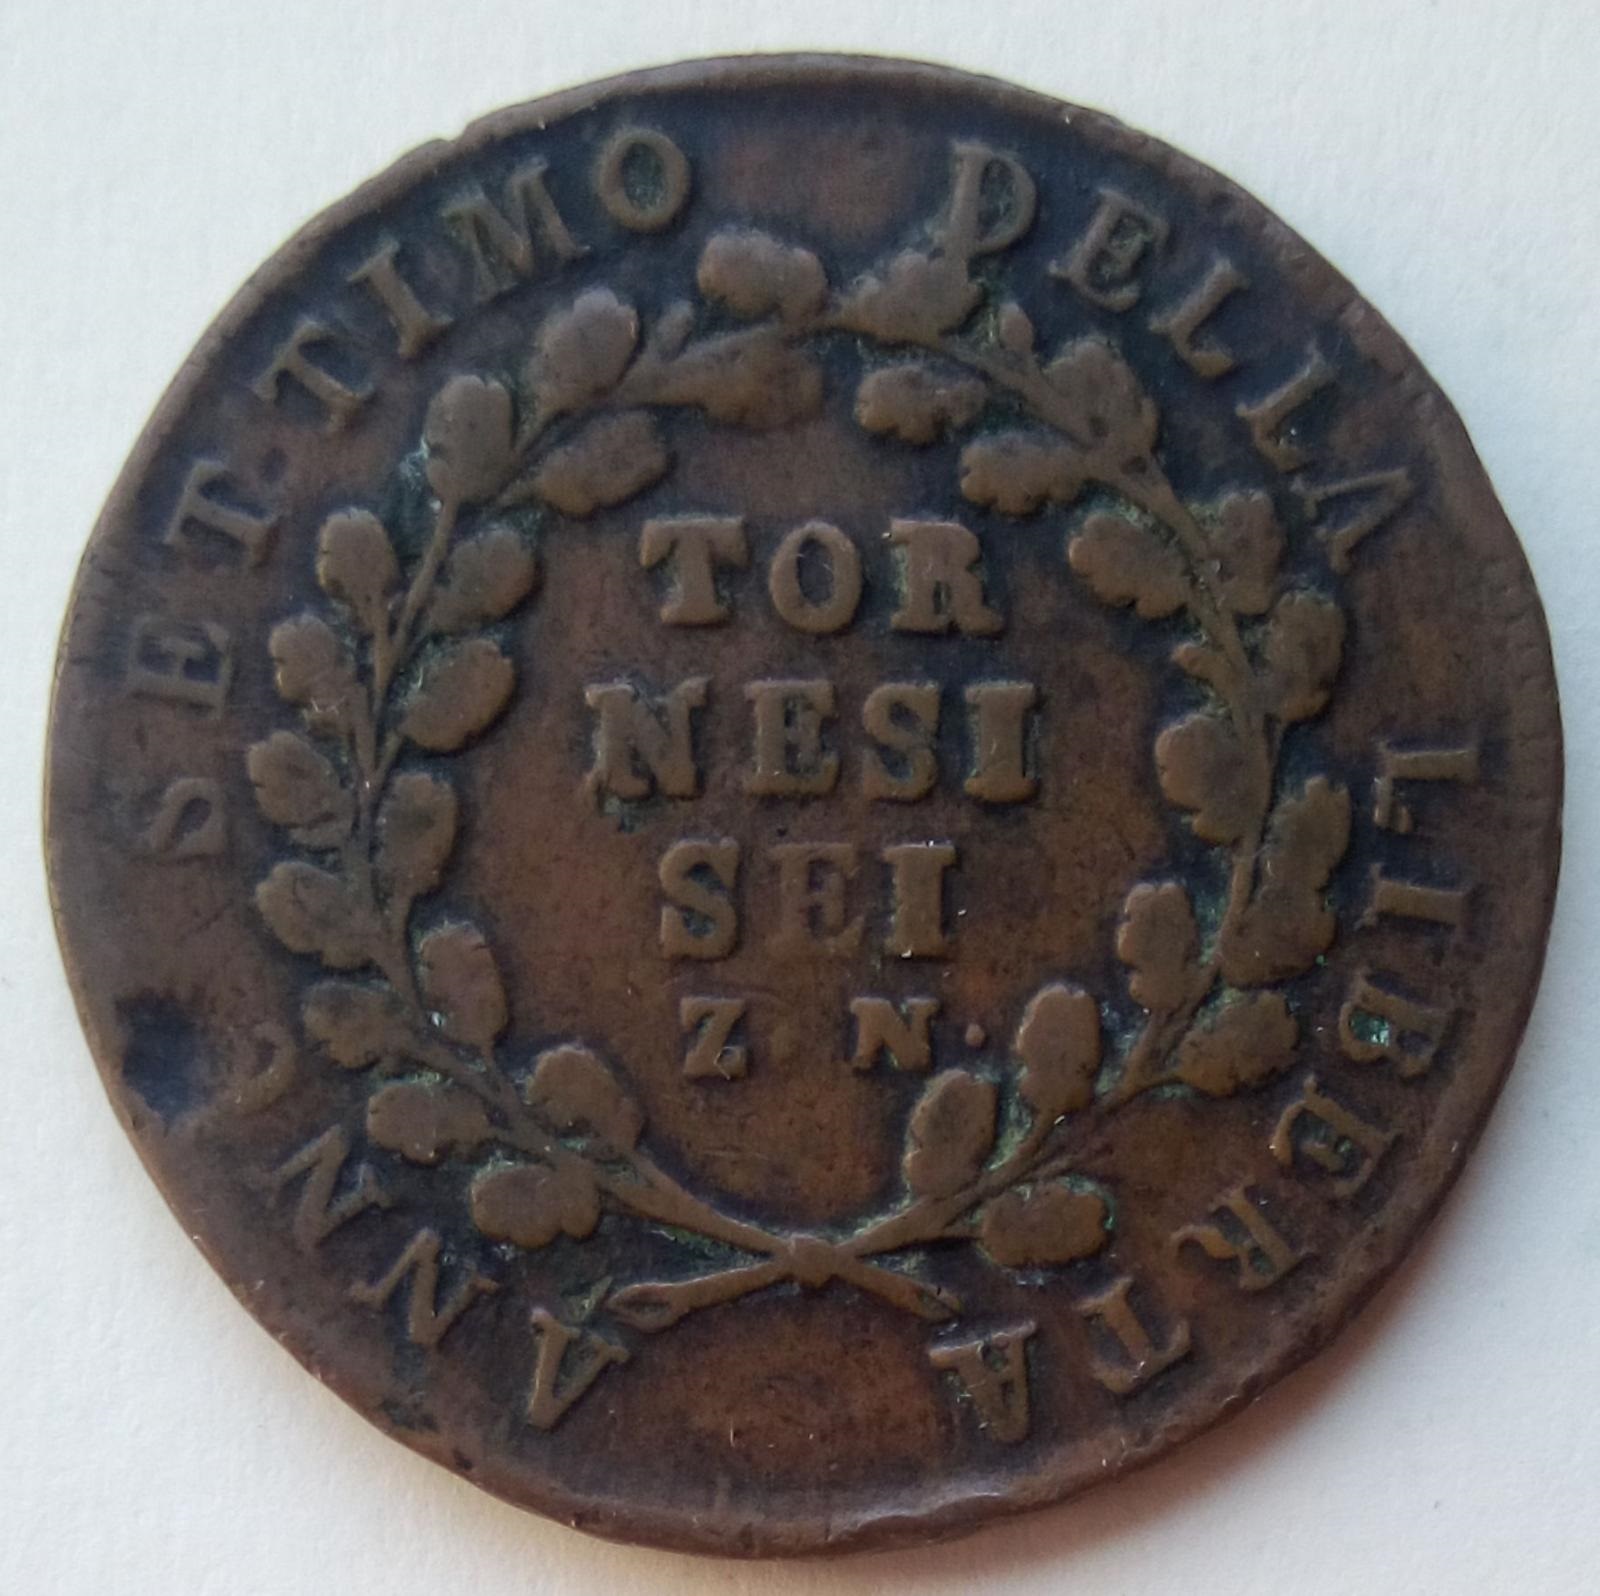 ANNO SETTIMO DELLA LIBERTA
TOR
NESI
SEI
Z. N.